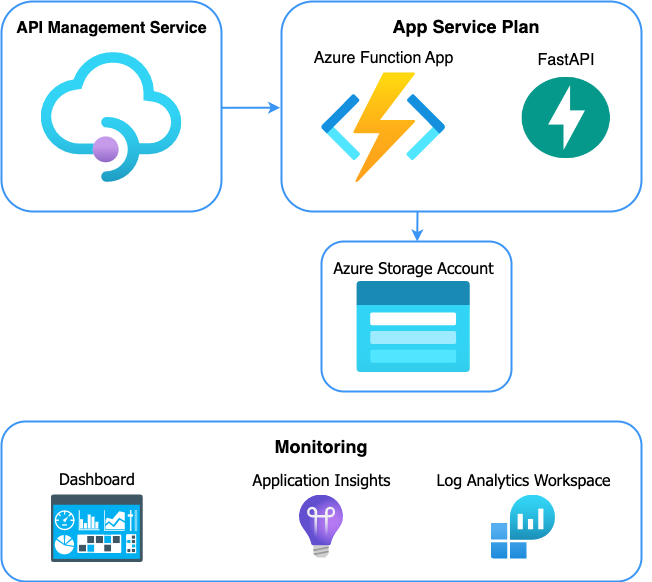 API Management Service
App Service Plan
Azure Function App
FastAPI
Azure Storage Account
Monitoring
Dashboard
Application Insights
Log Analytics Workspace